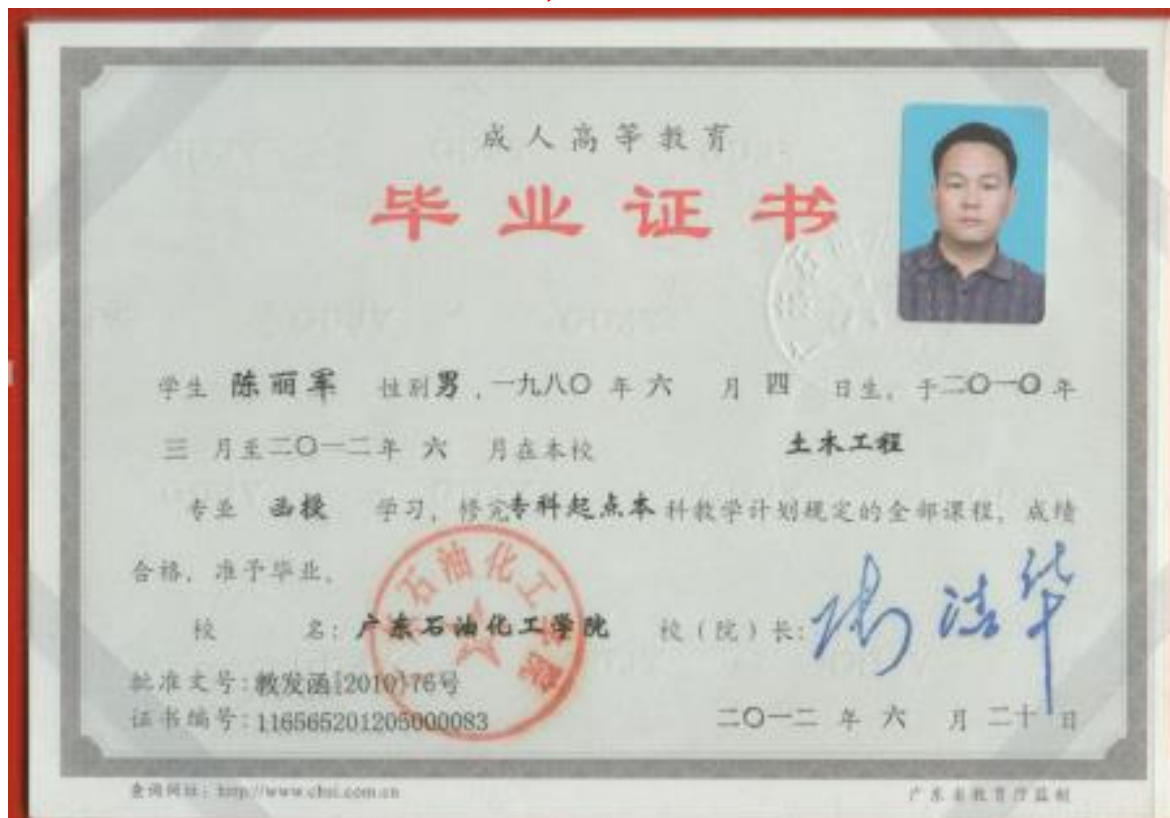 成人高等教育
毕业证书
学生 陈丽军 性别 男，一九八〇年 六 月 四 日生，于二〇一〇年
三 月至二〇一二年 六 月在本校 土木工程
专业 函授 学习，修完专科起点本科教学计划规定的全部课程，成绩
合格，准予毕业。
校 名：广东石油化工学院 校（院）长：
批准文号：教发函[2010]76号
证书编号：116565201205000083 二〇一二 年 六 月 二十 日
查询网址：http://www.chsi.com.cn 广东省教育厅监制